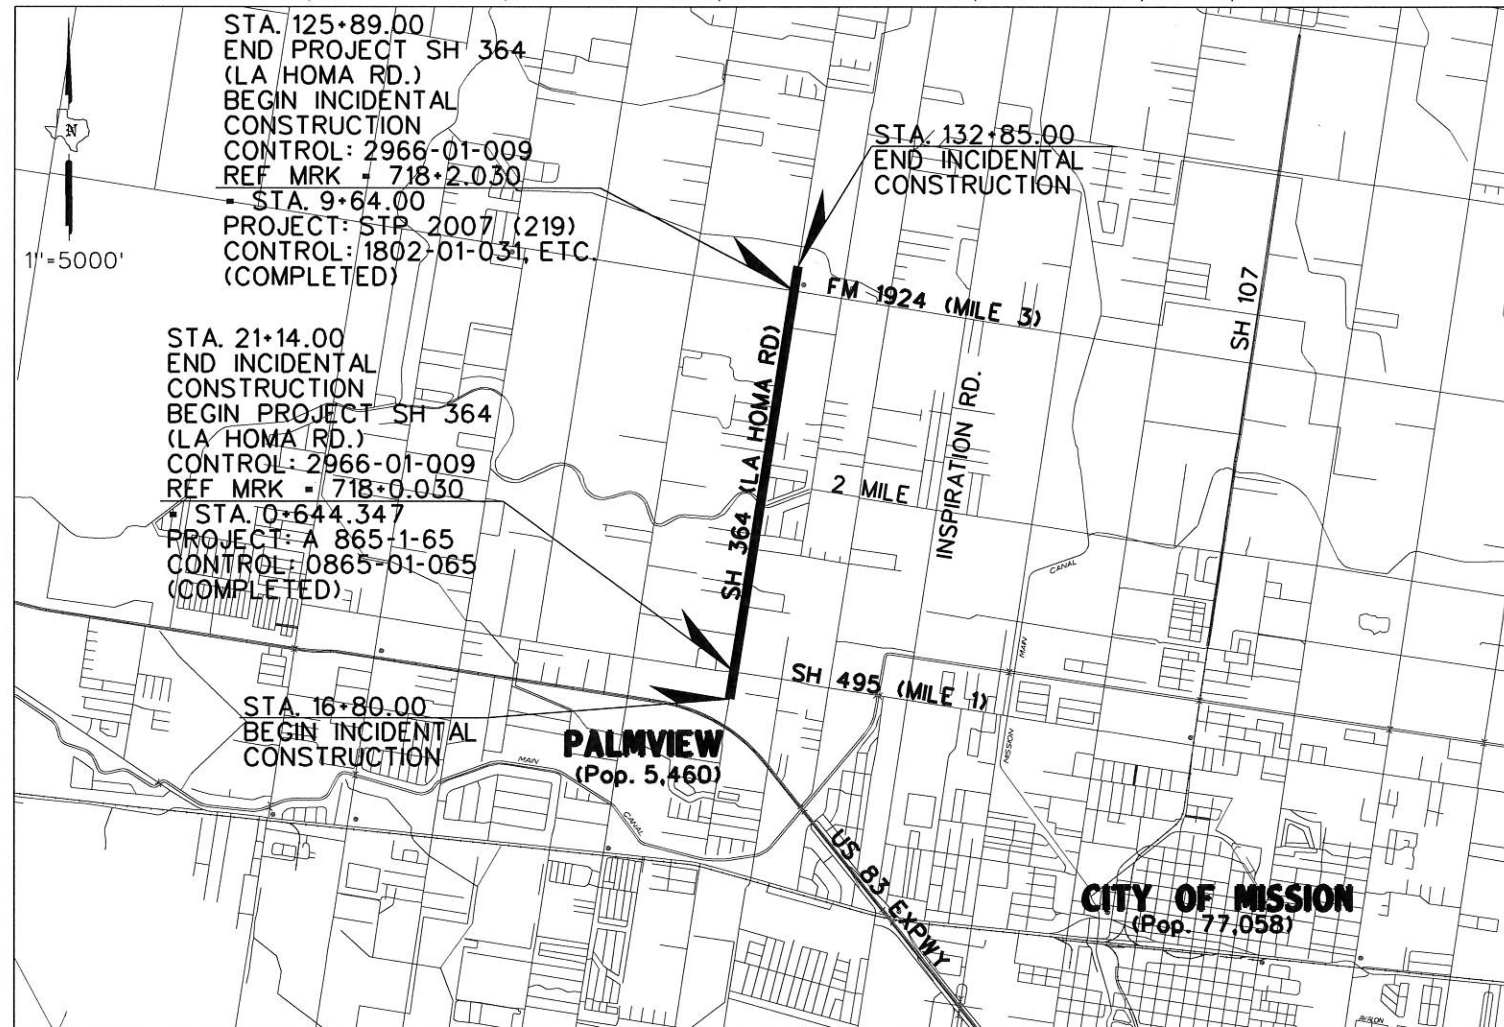 STA. 125+89.00
END PROJECT SH 364
(LA HOMA RD.)
BEGIN INCIDENTAL
CONSTRUCTION
CONTROL: 2966-01-009
REF MRK = 718+2.030
= STA. 9+64.00
PROJECT: STP 2007 (219)
CONTROL: 1802-01-031, ETC.
(COMPLETED)
N
1"=5000'
STA. 132+85.00
END INCIDENTAL
CONSTRUCTION
FM 1924 (MILE 3)
SH 107
STA. 21+14.00
END INCIDENTAL
CONSTRUCTION
BEGIN PROJECT SH 364
(LA HOMA RD.)
CONTROL: 2966-01-009
REF MRK = 718+0.030
= STA. 0+644.347
PROJECT: A 865-1-65
CONTROL: 0865-01-065
(COMPLETED)
SH 364 (LA HOMA RD)
INSPIRATION RD.
2 MILE
CANAL
MAIN
SH 495 (MILE 1)
MISSION
STA. 16+80.00
BEGIN INCIDENTAL
CONSTRUCTION
PALMVIEW
(Pop. 5,460)
MAIN
CANAL
US 83 EXPWY
CITY OF MISSION
(Pop. 77,058)